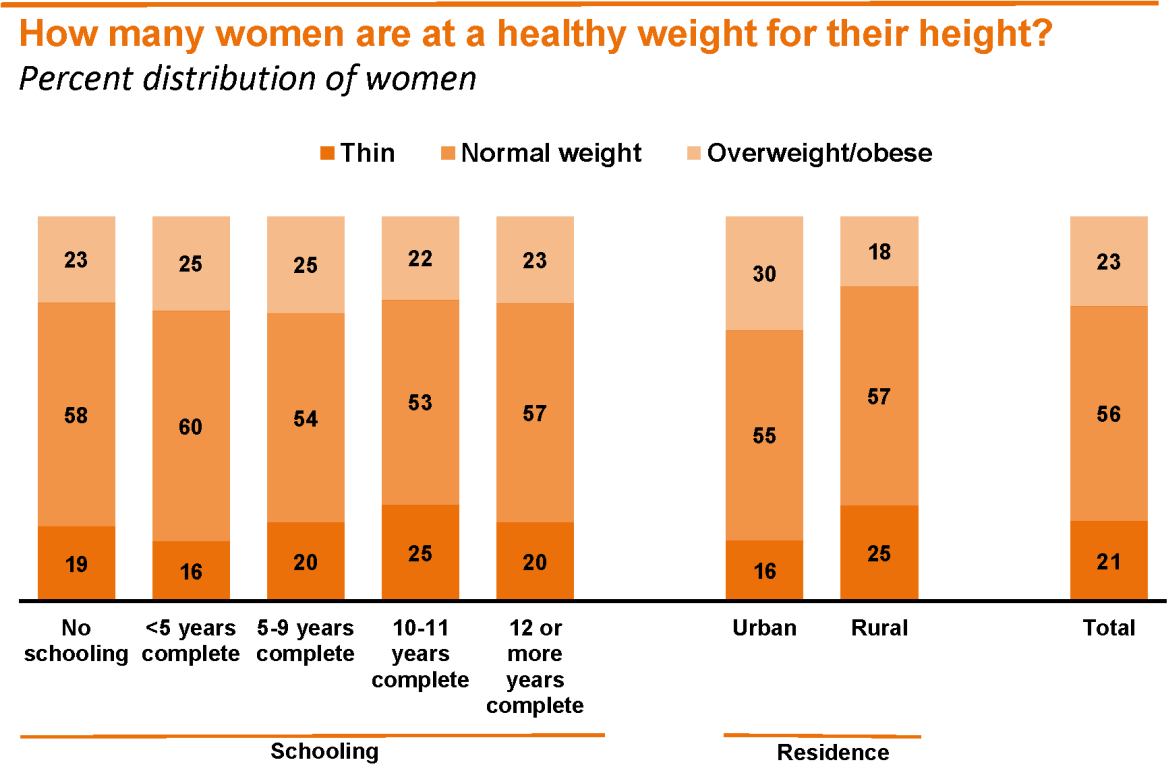 How many women are at a healthy weight for their height?
Percent distribution of women
Thin Normal weight Overweight/obese
23 25 25 22 23 30 18 23
58 60 54 53 57 55 57 56
19 16 20 25 20 16 25 21
No schooling
<5 years complete
5-9 years complete
10-11 years complete
12 or more years complete
Urban
Rural
Total
Schooling
Residence